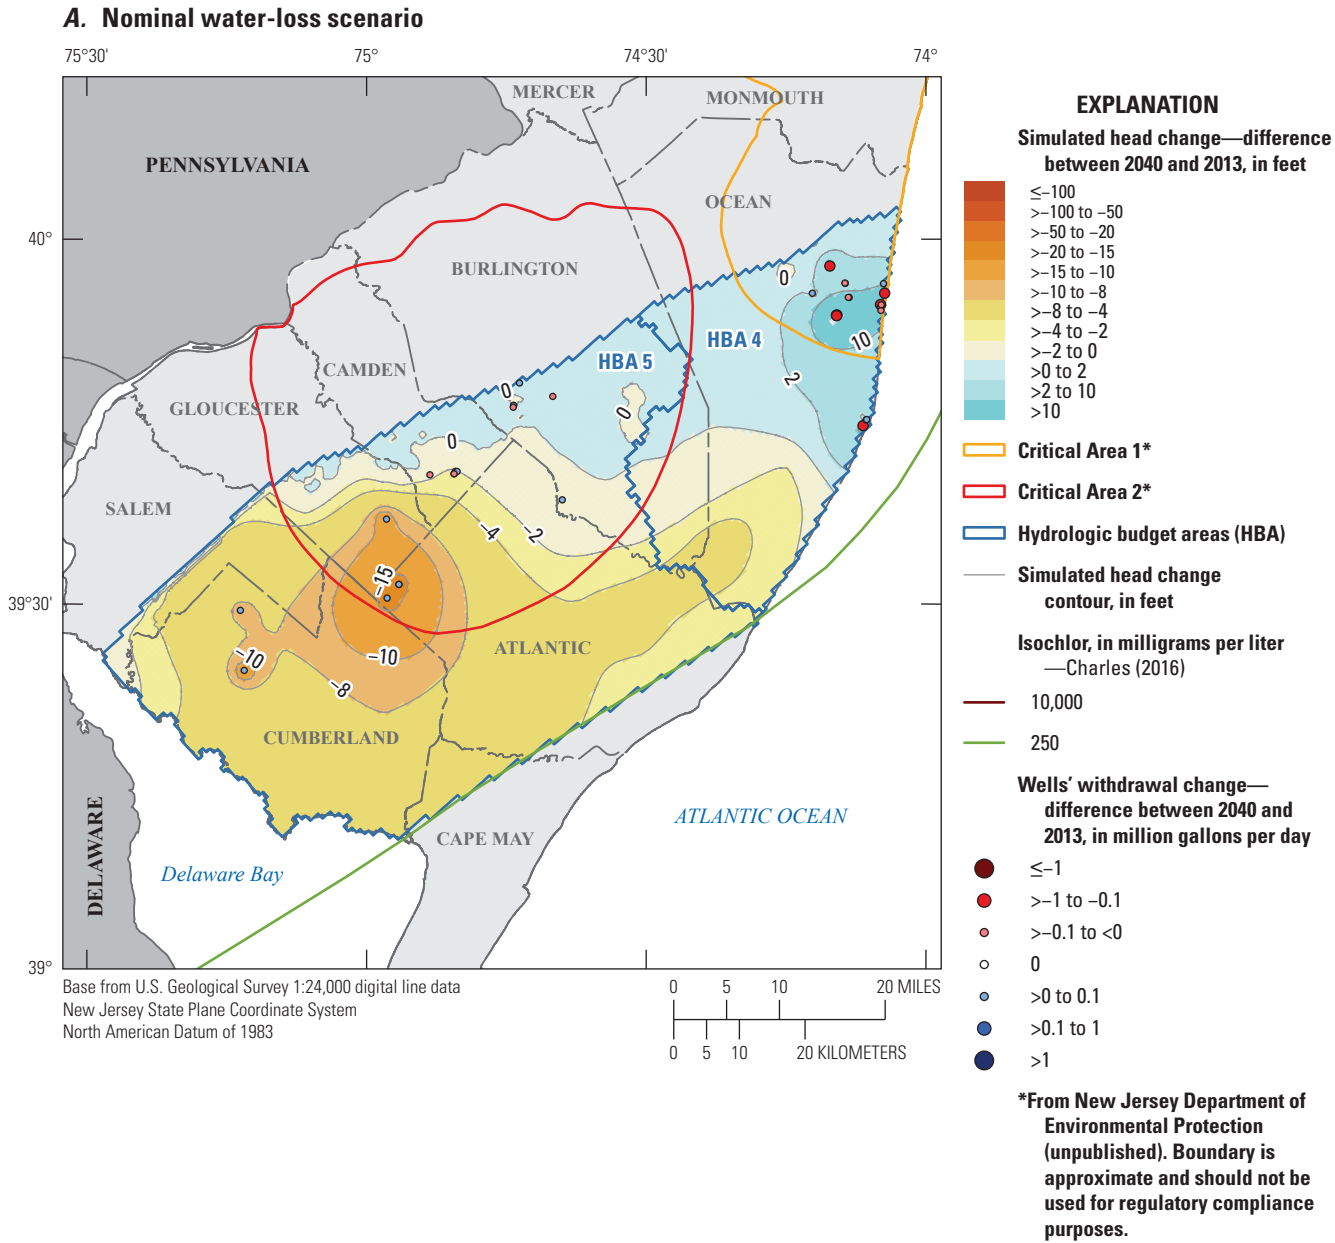 A. Nominal water-loss scenario
75°30'
75°
74°30'
74°
40°
39°30'
39°
MERCER
MONMOUTH
PENNSYLVANIA
OCEAN
BURLINGTON
0
HBA 4
10
HBA 5
CAMDEN
2
0
GLOUCESTER
0
0
SALEM
–4
–2
–15
ATLANTIC
–10
–10
–8
CUMBERLAND
CAPE MAY
ATLANTIC OCEAN
Delaware Bay
DELAWARE
Base from U.S. Geological Survey 1:24,000 digital line data
New Jersey State Plane Coordinate System
North American Datum of 1983
0 5 10 20 MILES
0 5 10 20 KILOMETERS
EXPLANATION
Simulated head change—difference
between 2040 and 2013, in feet
≤–100
>–100 to –50
>–50 to –20
>–20 to –15
>–15 to –10
>–10 to –8
>–8 to –4
>–4 to –2
>–2 to 0
>0 to 2
>2 to 10
>10
Critical Area 1*
Critical Area 2*
Hydrologic budget areas (HBA)
Simulated head change
contour, in feet
Isochlor, in milligrams per liter
—Charles (2016)
10,000
250
Wells' withdrawal change—
difference between 2040 and
2013, in million gallons per day
≤–1
>–1 to –0.1
>–0.1 to <0
0
>0 to 0.1
>0.1 to 1
>1
*From New Jersey Department of
Environmental Protection
(unpublished). Boundary is
approximate and should not be
used for regulatory compliance
purposes.